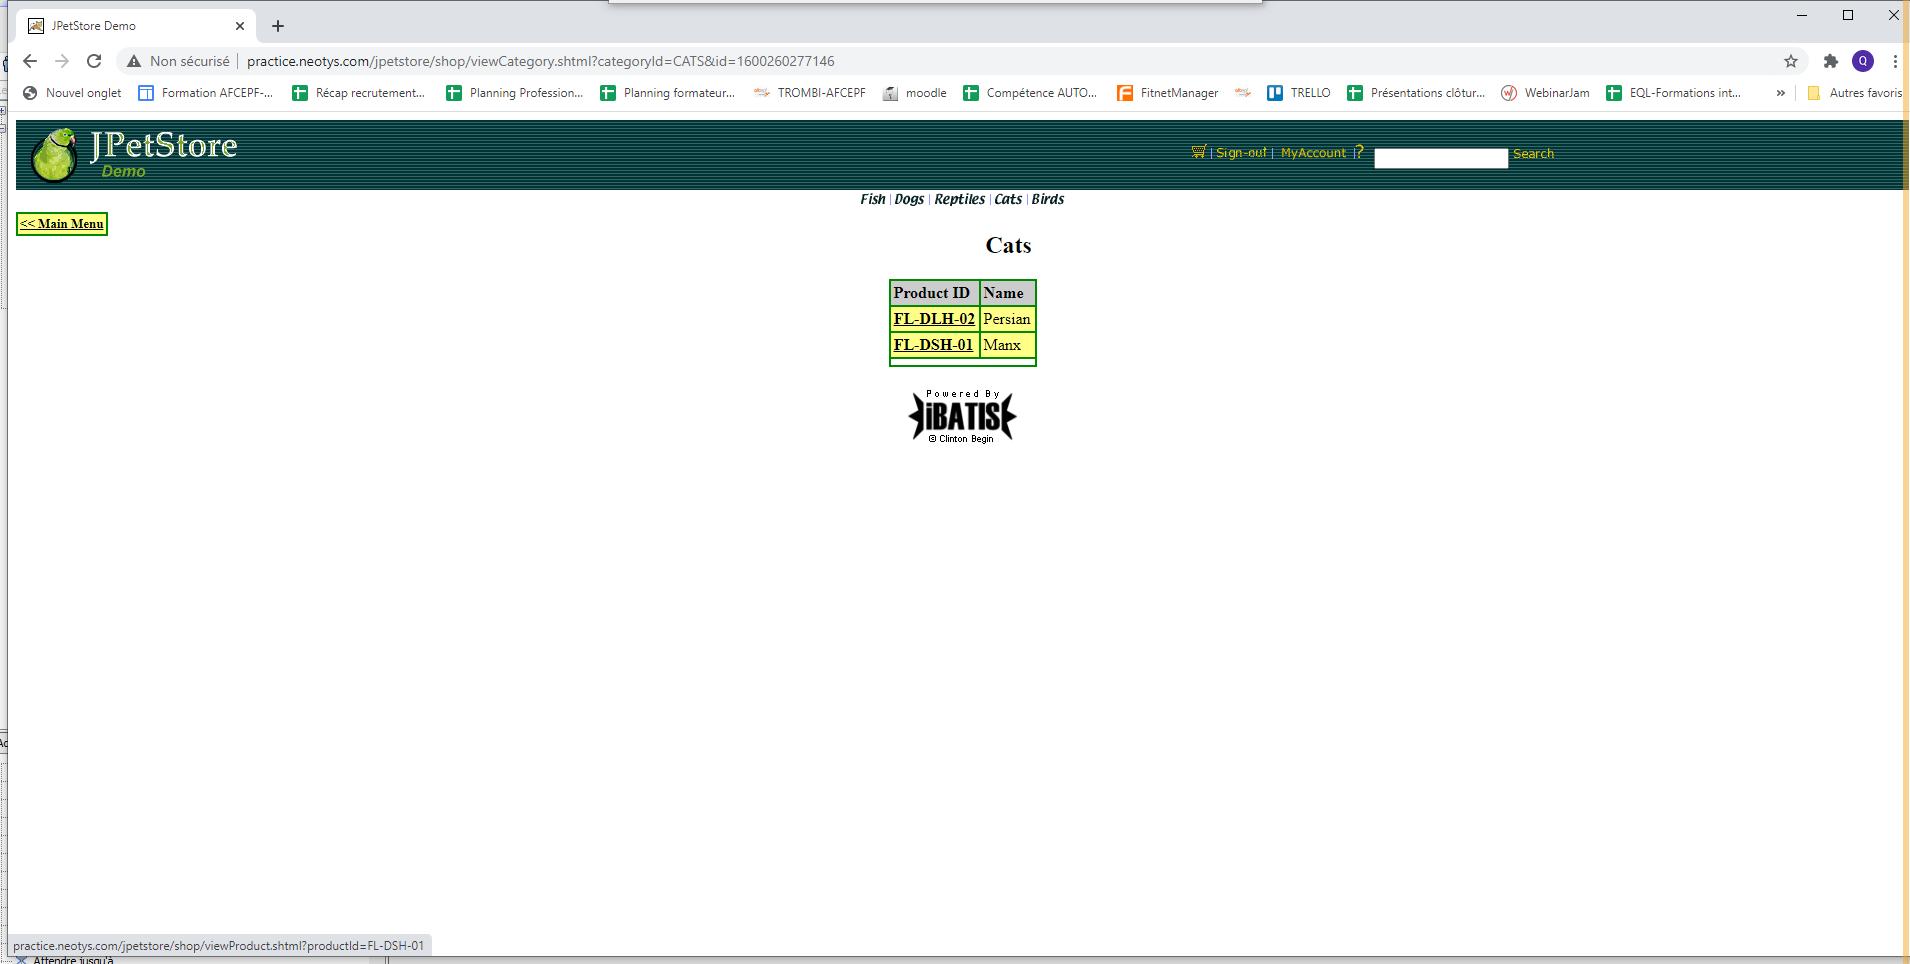 JPetStore Demo
Non sécurisé | practice.neotys.com/jpetstore/shop/viewCategory.shtml?categoryId=CATS&id=1600260277146
Q
Nouvel onglet Formation AFCEPF-... Récap recrutement... Planning Profession... Planning formateur... TROMBI-AFCEPF moodle Compétence AUTO... FitnetManager TRELLO Présentations clôtur... WebinarJam EQL-Formations int... » Autres favoris
JPetStore
Demo
| Sign-out | MyAccount | ? Search
Fish | Dogs | Reptiles | Cats | Birds
<< Main Menu
Cats
Product ID Name
FL-DLH-02 Persian
FL-DSH-01 Manx
Powered By
iBATIS
© Clinton Begin
practice.neotys.com/jpetstore/shop/viewProduct.shtml?productId=FL-DSH-01
Attendre jusqu'à